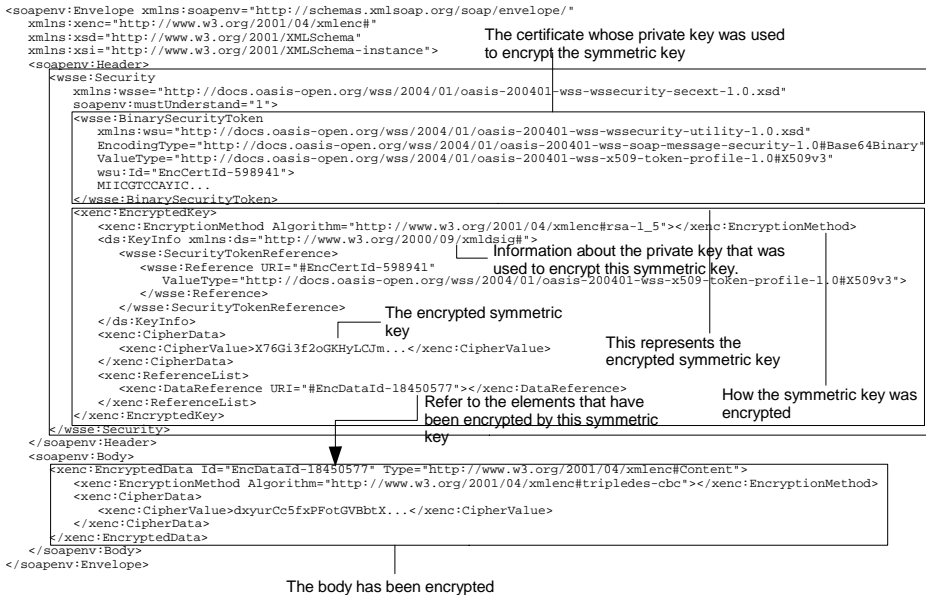 <soapenv:Envelope xmlns:soapenv="http://schemas.xmlsoap.org/soap/envelope/"
xmlns:xenc="http://www.w3.org/2001/04/xmlenc#"
xmlns:xsd="http://www.w3.org/2001/XMLSchema"
xmlns:xsi="http://www.w3.org/2001/XMLSchema-instance">
The certificate whose private key was used
to encrypt the symmetric key
<soapenv:Header>
<wsse:Security
xmlns:wsse="http://docs.oasis-open.org/wss/2004/01/oasis-200401-wss-wssecurity-secext-1.0.xsd"
soapenv:mustUnderstand="1">
<wsse:BinarySecurityToken
xmlns:wsu="http://docs.oasis-open.org/wss/2004/01/oasis-200401-wss-wssecurity-utility-1.0.xsd"
EncodingType="http://docs.oasis-open.org/wss/2004/01/oasis-200401-wss-soap-message-security-1.0#Base64Binary"
ValueType="http://docs.oasis-open.org/wss/2004/01/oasis-200401-wss-x509-token-profile-1.0#X509v3"
wsu:Id="EncCertId-598941">
MIICGTCCAYIC...
</wsse:BinarySecurityToken>
<xenc:EncryptedKey>
<xenc:EncryptionMethod Algorithm="http://www.w3.org/2001/04/xmlenc#rsa-1_5"></xenc:EncryptionMethod>
<ds:KeyInfo xmlns:ds="http://www.w3.org/2000/09/xmldsig#">
Information about the private key that was
used to encrypt this symmetric key.
<wsse:SecurityTokenReference>
<wsse:Reference URI="#EncCertId-598941"
ValueType="http://docs.oasis-open.org/wss/2004/01/oasis-200401-wss-x509-token-profile-1.0#X509v3">
</wsse:Reference>
</wsse:SecurityTokenReference>
</ds:KeyInfo>
The encrypted symmetric
key
<xenc:CipherData>
<xenc:CipherValue>X76Gi3f2oGKHyLCJm...</xenc:CipherValue>
</xenc:CipherData>
This represents the
encrypted symmetric key
<xenc:ReferenceList>
<xenc:DataReference URI="#EncDataId-18450577"></xenc:DataReference>
</xenc:ReferenceList>
How the symmetric key was
encrypted
Refer to the elements that have
been encrypted by this symmetric
key
</xenc:EncryptedKey>
</wsse:Security>
</soapenv:Header>
<soapenv:Body>
<xenc:EncryptedData Id="EncDataId-18450577" Type="http://www.w3.org/2001/04/xmlenc#Content">
<xenc:EncryptionMethod Algorithm="http://www.w3.org/2001/04/xmlenc#tripledes-cbc"></xenc:EncryptionMethod>
<xenc:CipherData>
<xenc:CipherValue>dxyurCc5fxPFotGVBbtX...</xenc:CipherValue>
</xenc:CipherData>
</xenc:EncryptedData>
</soapenv:Body>
</soapenv:Envelope>
The body has been encrypted